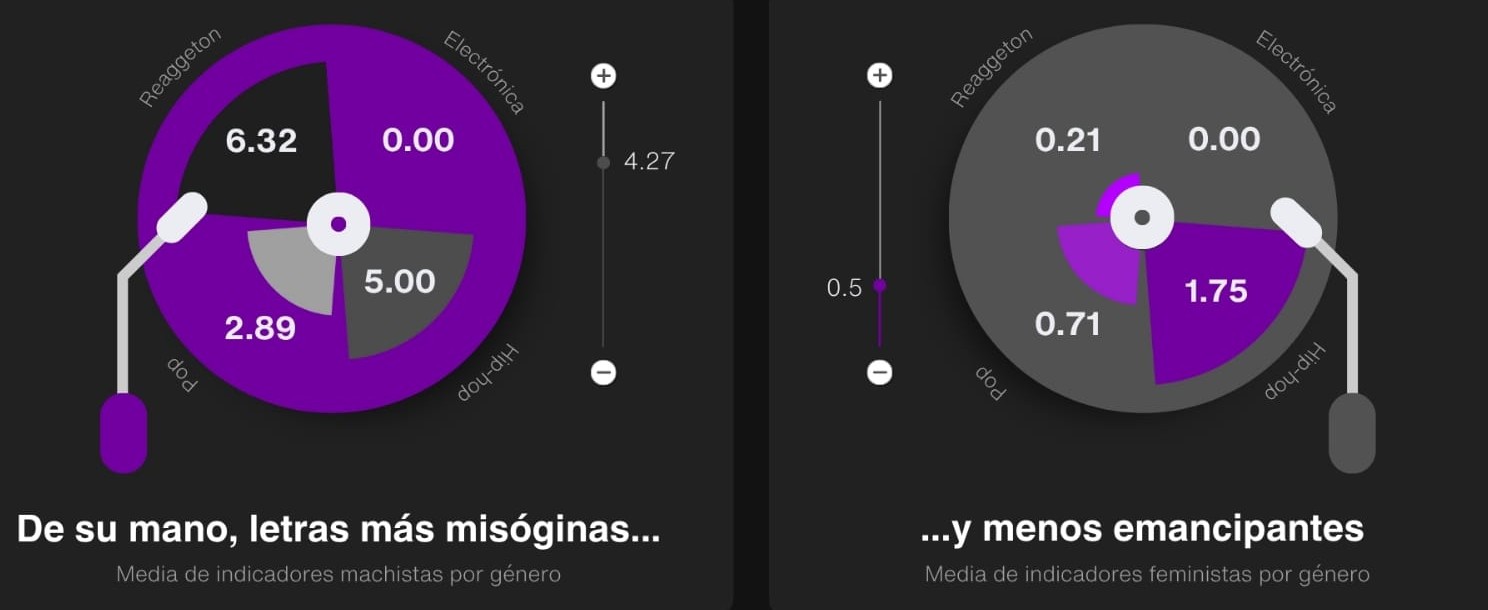 Reaggeton
Electrónica
6.32
0.00
5.00
2.89
Pop
Hip-hop
+
4.27
−
De su mano, letras más misóginas...
Media de indicadores machistas por género
Reaggeton
Electrónica
0.21
0.00
1.75
0.71
Pop
Hip-hop
+
0.5
−
...y menos emancipantes
Media de indicadores feministas por género